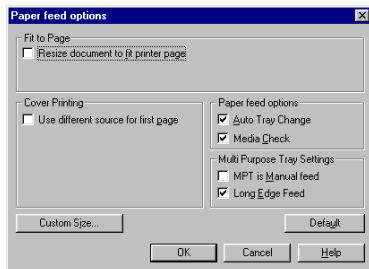 Paper feed options
Fit to Page
Resize document to fit printer page
Cover Printing
Use different source for first page
Paper feed options
Auto Tray Change
Media Check
Multi Purpose Tray Settings
MPT is Manual feed
Long Edge Feed
Custom Size...
Default
OK
Cancel
Help